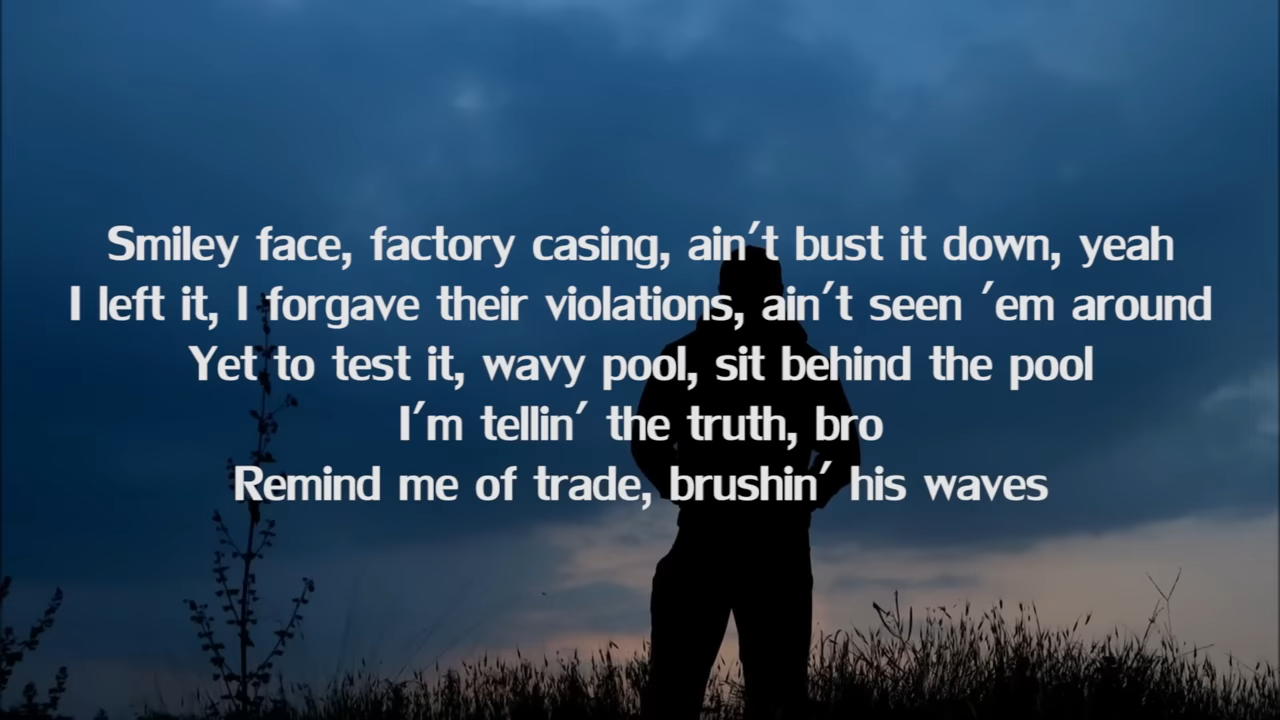 Smiley face, factory casing, ain't bust it down, yeah
I left it, I forgave their violations, ain't seen 'em around
Yet to test it, wavy pool, sit behind the pool
I'm tellin' the truth, bro
Remind me of trade, brushin' his waves